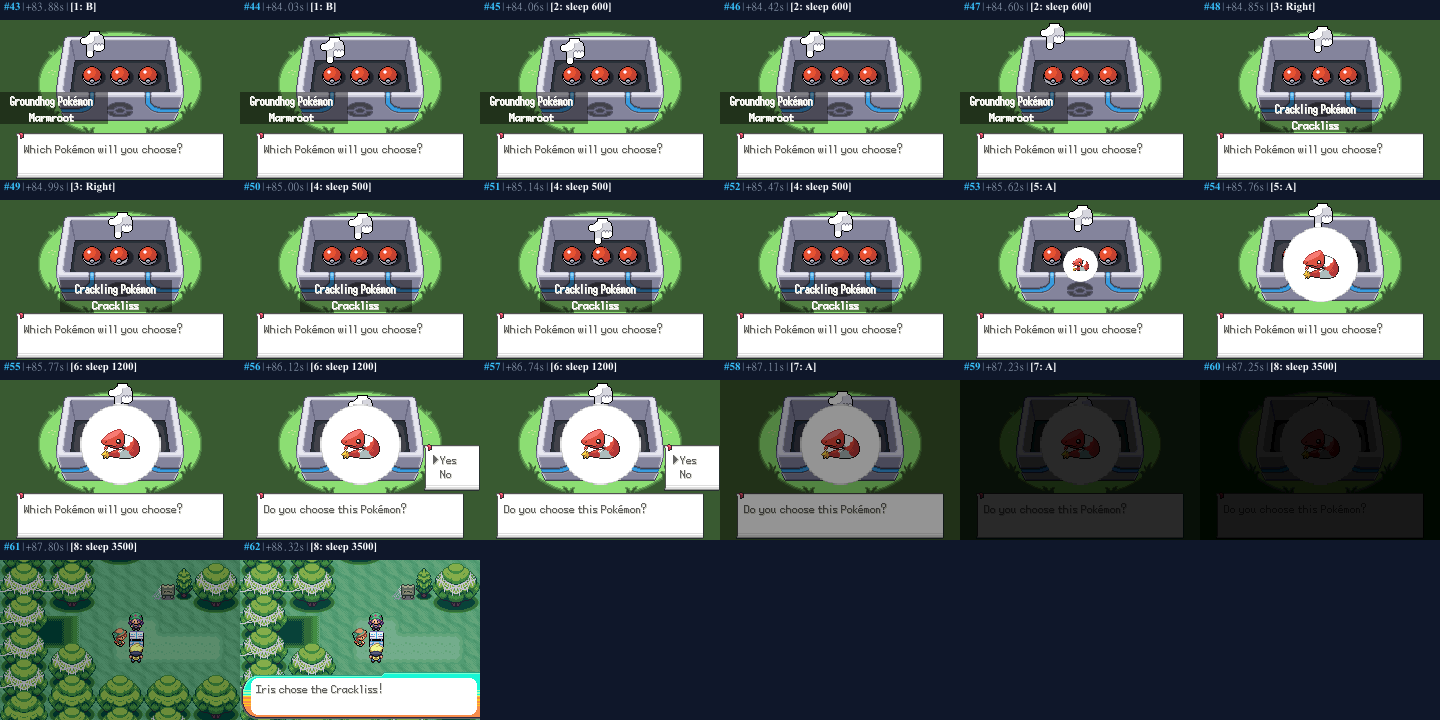 #43 | +83.88s | [1: B]
#44 | +84.03s | [1: B]
#45 | +84.06s | [2: sleep 600]
#46 | +84.42s | [2: sleep 600]
#47 | +84.60s | [2: sleep 600]
#48 | +84.85s | [3: Right]
Groundhog Pokémon
Marmroot
Which Pokémon will you choose?
Groundhog Pokémon
Marmroot
Which Pokémon will you choose?
Groundhog Pokémon
Marmroot
Which Pokémon will you choose?
Groundhog Pokémon
Marmroot
Which Pokémon will you choose?
Groundhog Pokémon
Marmroot
Which Pokémon will you choose?
Crackling Pokémon
Crackliss
Which Pokémon will you choose?
#49 | +84.99s | [3: Right]
#50 | +85.00s | [4: sleep 500]
#51 | +85.14s | [4: sleep 500]
#52 | +85.47s | [4: sleep 500]
#53 | +85.62s | [5: A]
#54 | +85.76s | [5: A]
Crackling Pokémon
Crackliss
Which Pokémon will you choose?
Crackling Pokémon
Crackliss
Which Pokémon will you choose?
Crackling Pokémon
Crackliss
Which Pokémon will you choose?
Crackling Pokémon
Crackliss
Which Pokémon will you choose?
Which Pokémon will you choose?
Which Pokémon will you choose?
#55 | +85.77s | [6: sleep 1200]
#56 | +86.12s | [6: sleep 1200]
#57 | +86.74s | [6: sleep 1200]
#58 | +87.11s | [7: A]
#59 | +87.23s | [7: A]
#60 | +87.25s | [8: sleep 3500]
Which Pokémon will you choose?
Yes
No
Do you choose this Pokémon?
Yes
No
Do you choose this Pokémon?
Do you choose this Pokémon?
Do you choose this Pokémon?
Do you choose this Pokémon?
#61 | +87.80s | [8: sleep 3500]
#62 | +88.32s | [8: sleep 3500]
Iris chose the Crackliss!